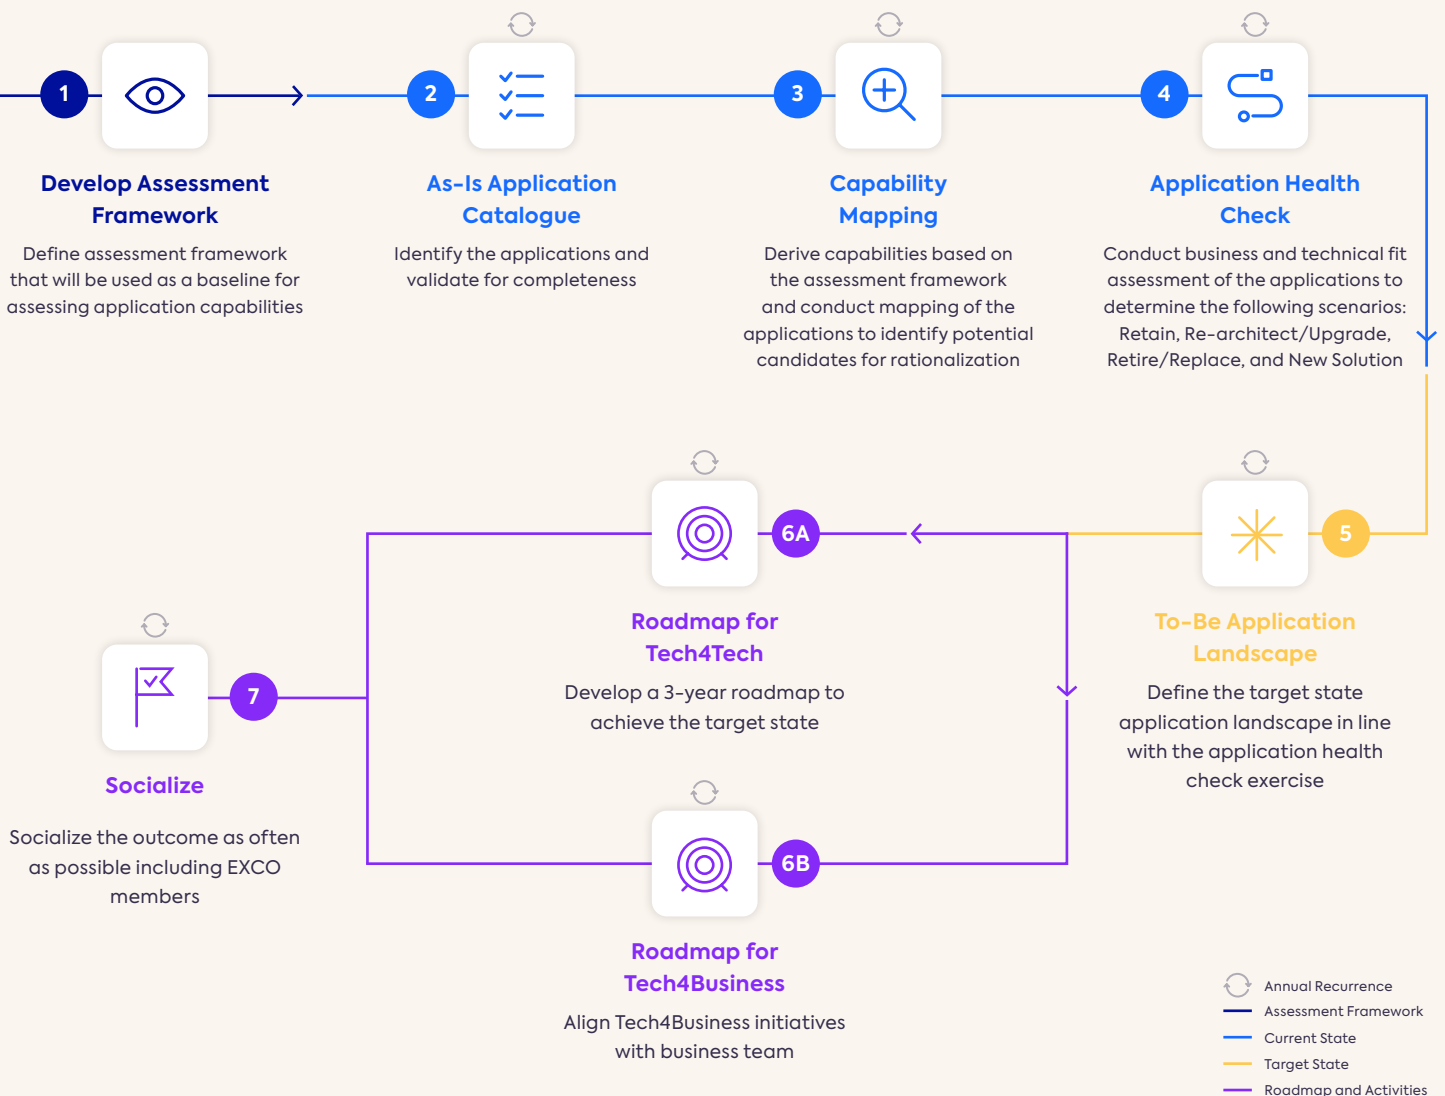 1
Develop Assessment
Framework
Define assessment framework
that will be used as a baseline for
assessing application capabilities
2
As-Is Application
Catalogue
Identify the applications and
validate for completeness
3
Capability
Mapping
Derive capabilities based on
the assessment framework
and conduct mapping of the
applications to identify potential
candidates for rationalization
4
Application Health
Check
Conduct business and technical fit
assessment of the applications to
determine the following scenarios:
Retain, Re-architect/Upgrade,
Retire/Replace, and New Solution
5
To-Be Application
Landscape
Define the target state
application landscape in line
with the application health
check exercise
6A
Roadmap for
Tech4Tech
Develop a 3-year roadmap to
achieve the target state
6B
Roadmap for
Tech4Business
Align Tech4Business initiatives
with business team
7
Socialize
Socialize the outcome as often
as possible including EXCO
members
Annual Recurrence
Assessment Framework
Current State
Target State
Roadmap and Activities